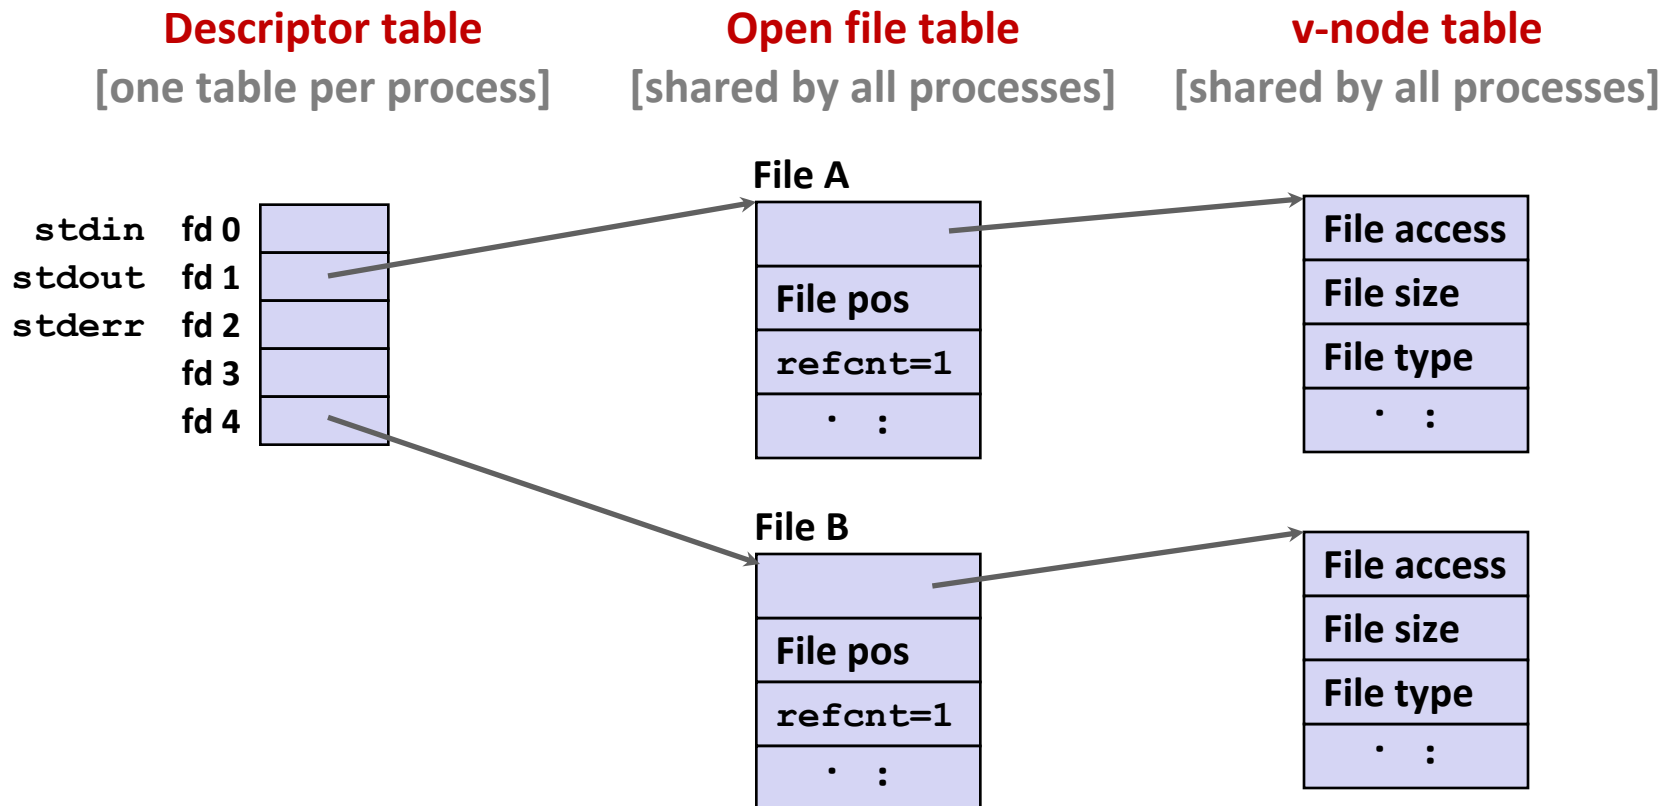 Descriptor table
[one table per process]
Open file table
[shared by all processes]
v-node table
[shared by all processes]
stdin fd 0
stdout fd 1
stderr fd 2
fd 3
fd 4
File A
File pos
refcnt=1
. :
File access
File size
File type
. :
File B
File pos
refcnt=1
. :
File access
File size
File type
. :